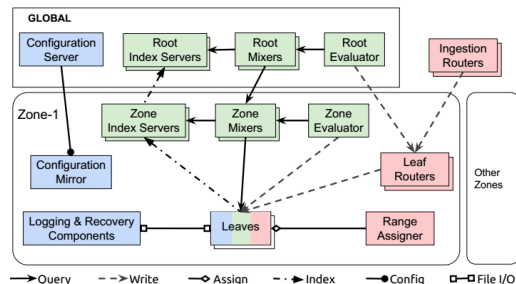 GLOBAL
Configuration
Server
Root
Index Servers
Root
Mixers
Root
Evaluator
Ingestion
Routers
Zone-1
Zone
Index Servers
Zone
Mixers
Zone
Evaluator
Configuration
Mirror
Leaf
Routers
Other
Zones
Logging & Recovery
Components
Leaves
Range
Assigner
Query
Write
Assign
Index
Config
File I/O